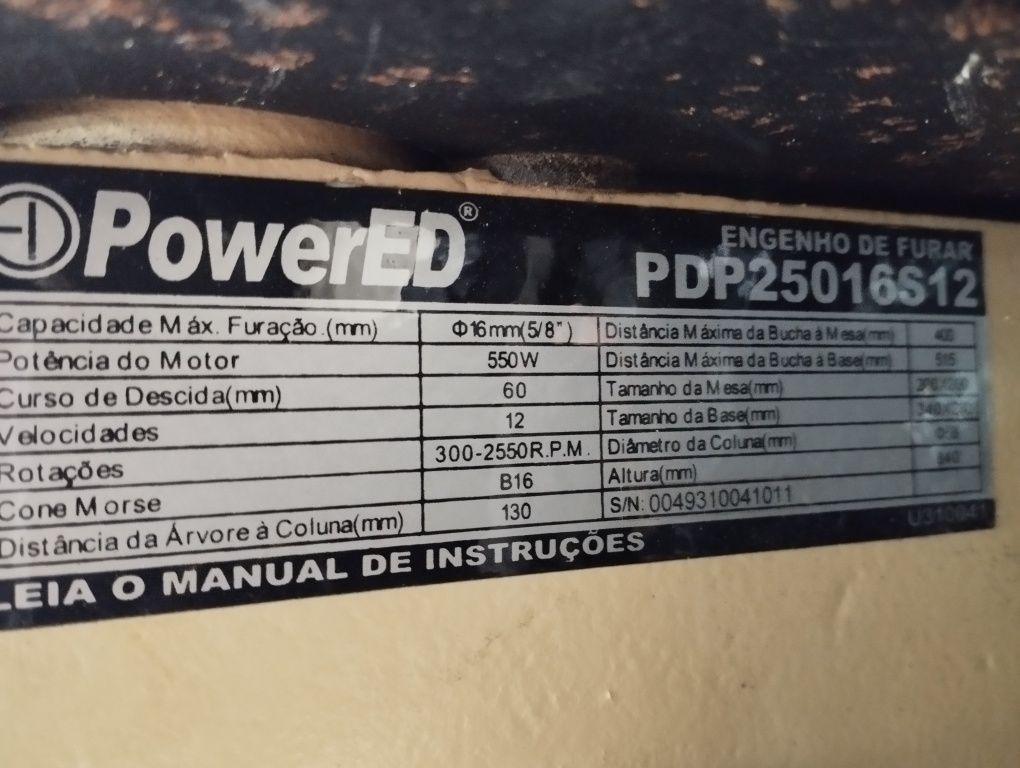 PowerED®
ENGENHO DE FURAR
PDP25016S12
Capacidade Máx. Furação.(mm) Φ16mm(5/8") Distância Máxima da Bucha à Mesa(mm) 400
Potência do Motor 550W Distância Máxima da Bucha à Base(mm)
Curso de Descida(mm) 60 Tamanho da Mesa(mm)
Velocidades 12 Tamanho da Base(mm)
Rotações 300-2550R.P.M. Diâmetro da Coluna(mm)
Cone Morse B16 Altura(mm)
Distância da Árvore à Coluna(mm) 130 S/N: 0049310041011
LEIA O MANUAL DE INSTRUÇÕES